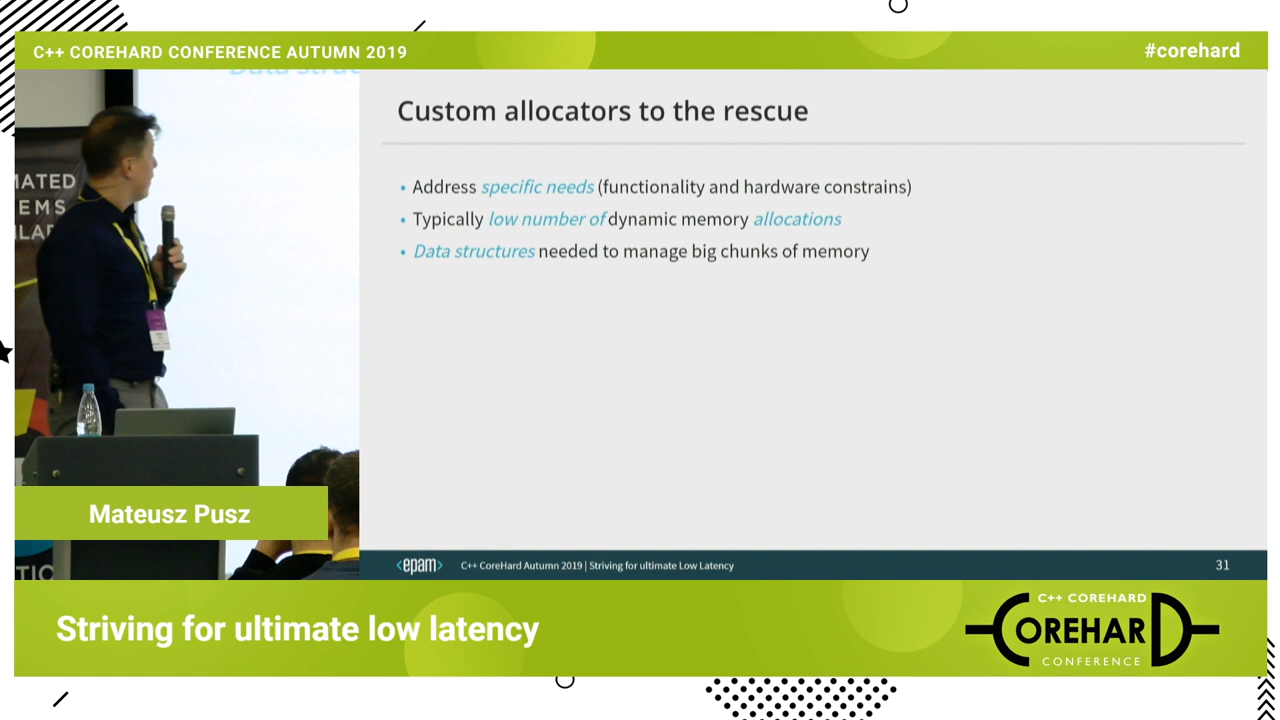 C++ COREHARD CONFERENCE AUTUMN 2019
#corehard
Custom allocators to the rescue
• Address specific needs (functionality and hardware constrains)
• Typically low number of dynamic memory allocations
• Data structures needed to manage big chunks of memory
Mateusz Pusz
<epam>
C++ CoreHard Autumn 2019 | Striving for ultimate Low Latency
31
Striving for ultimate low latency
C++ COREHARD
COREHARD
CONFERENCE